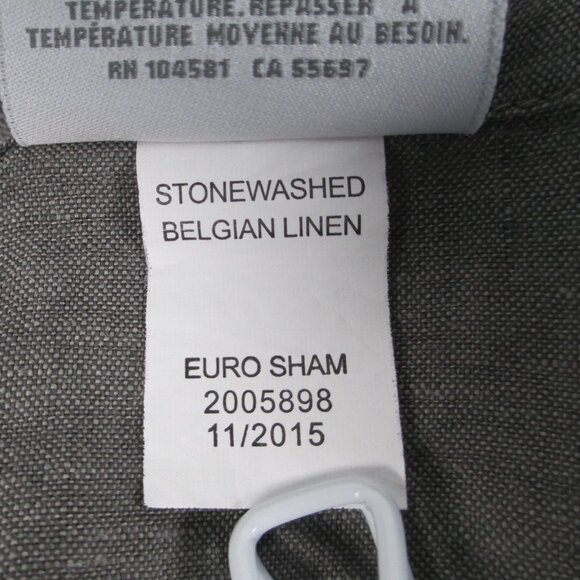 TEMPÉRATURE. REPASSER À
TEMPÉRATURE MOYENNE AU BESOIN.
RN 104581 CA 55697
STONEWASHED
BELGIAN LINEN
EURO SHAM
2005898
11/2015